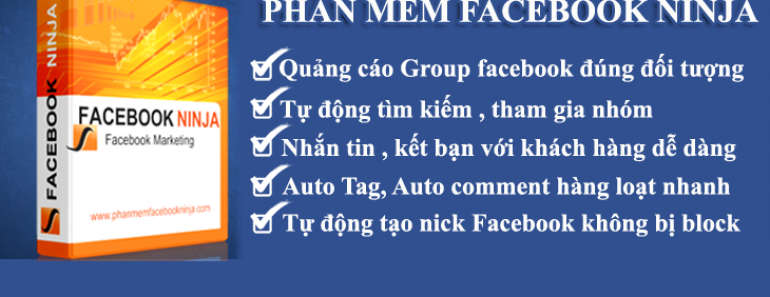 PHẦN MỀM FACEBOOK NINJA
Quảng cáo Group facebook đúng đối tượng
Tự động tìm kiếm , tham gia nhóm
Nhắn tin , kết bạn với khách hàng dễ dàng
Auto Tag, Auto comment hàng loạt nhanh
Tự động tạo nick Facebook không bị block
FACEBOOK NINJA
FACEBOOK NINJA
Facebook Marketing
www.phanmemfacebookninja.com